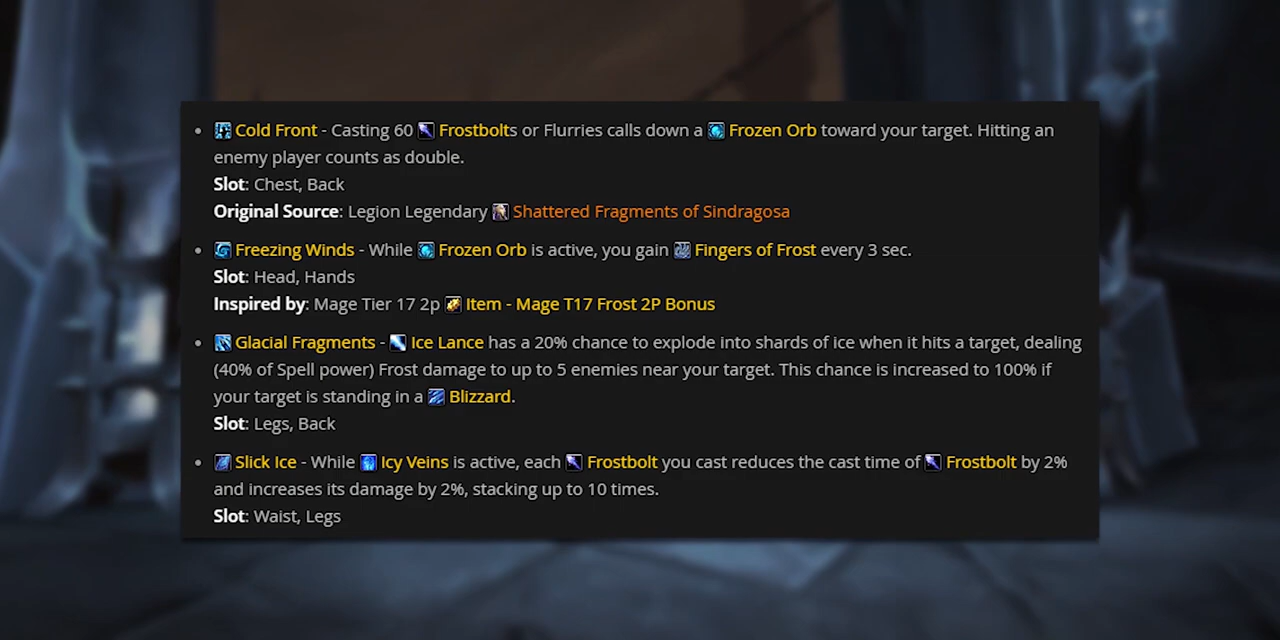 Cold Front - Casting 60 Frostbolts or Flurries calls down a Frozen Orb toward your target. Hitting an
enemy player counts as double.
Slot: Chest, Back
Original Source: Legion Legendary Shattered Fragments of Sindragosa
Freezing Winds - While Frozen Orb is active, you gain Fingers of Frost every 3 sec.
Slot: Head, Hands
Inspired by: Mage Tier 17 2p Item - Mage T17 Frost 2P Bonus
Glacial Fragments - Ice Lance has a 20% chance to explode into shards of ice when it hits a target, dealing
(40% of Spell power) Frost damage to up to 5 enemies near your target. This chance is increased to 100% if
your target is standing in a Blizzard.
Slot: Legs, Back
Slick Ice - While Icy Veins is active, each Frostbolt you cast reduces the cast time of Frostbolt by 2%
and increases its damage by 2%, stacking up to 10 times.
Slot: Waist, Legs